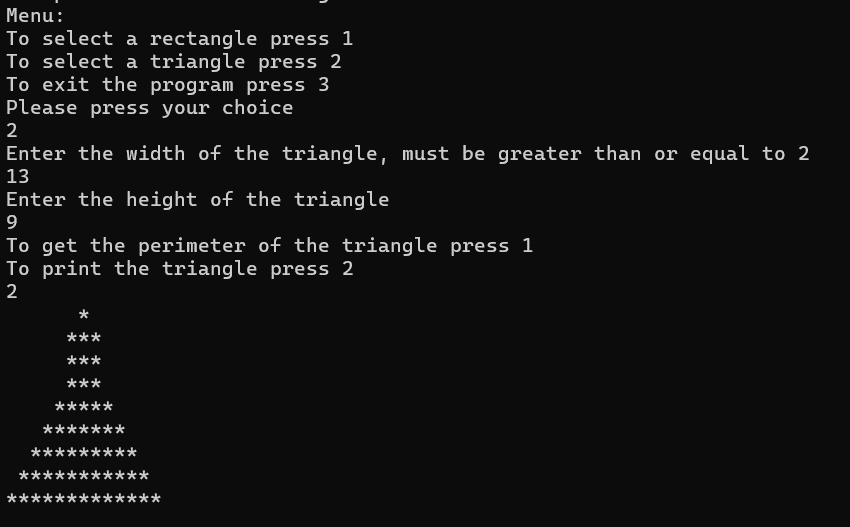 Menu:
To select a rectangle press 1
To select a triangle press 2
To exit the program press 3
Please press your choice
2
Enter the width of the triangle, must be greater than or equal to 2
13
Enter the height of the triangle
9
To get the perimeter of the triangle press 1
To print the triangle press 2
2
      *
     ***
     ***
     ***
    *****
   *******
  *********
 ***********
*************